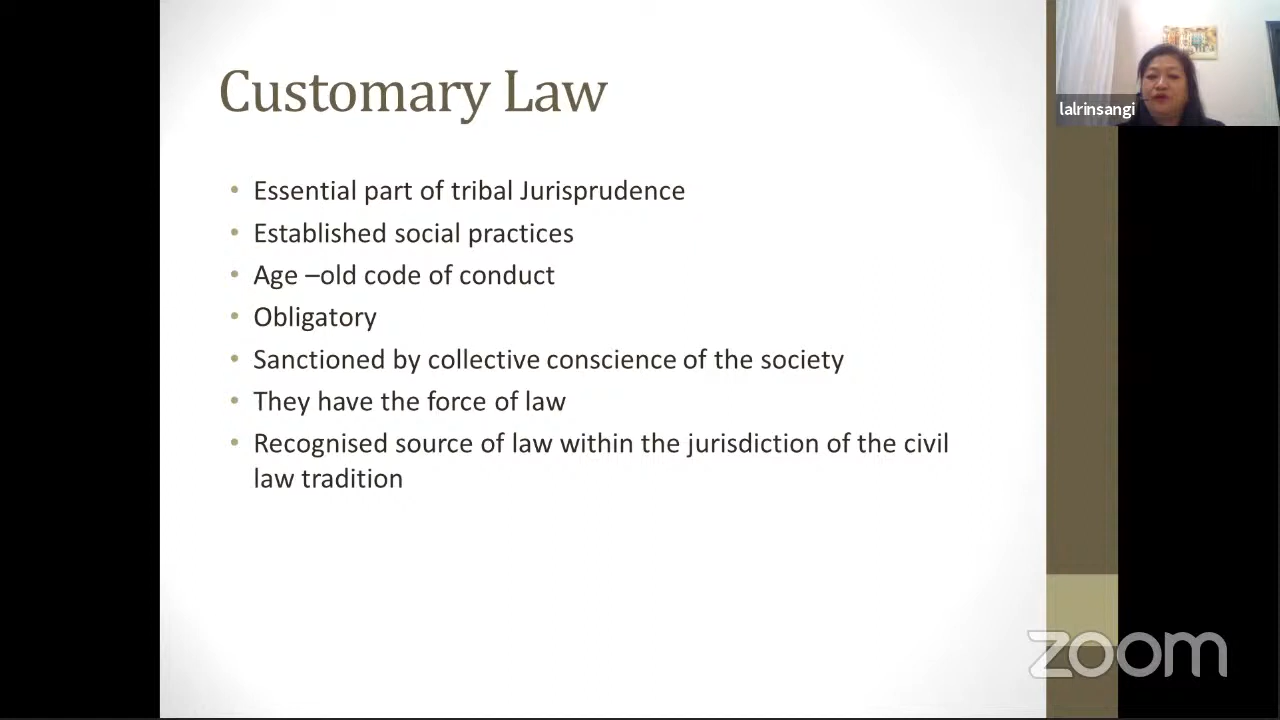 Customary Law
• Essential part of tribal Jurisprudence
• Established social practices
• Age –old code of conduct
• Obligatory
• Sanctioned by collective conscience of the society
• They have the force of law
• Recognised source of law within the jurisdiction of the civil
law tradition
lalrinsangi
zoom